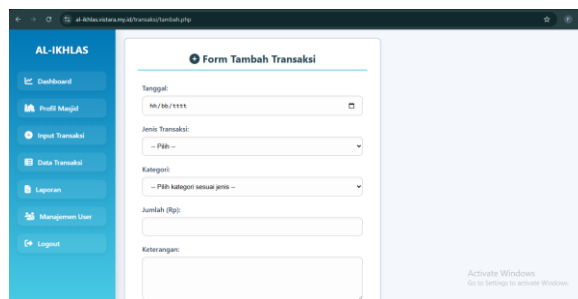 al-ikhlas.vistara.my.id/transaksi/tambah.php
AL-IKHLAS
Dashboard
Profil Masjid
Input Transaksi
Data Transaksi
Laporan
Manajemen User
Logout
Form Tambah Transaksi
Tanggal:
hh/bb/tttt
Jenis Transaksi:
-- Pilih --
Kategori:
-- Pilih kategori sesuai jenis --
Jumlah (Rp):
Keterangan:
Activate Windows
Go to Settings to activate Windows.